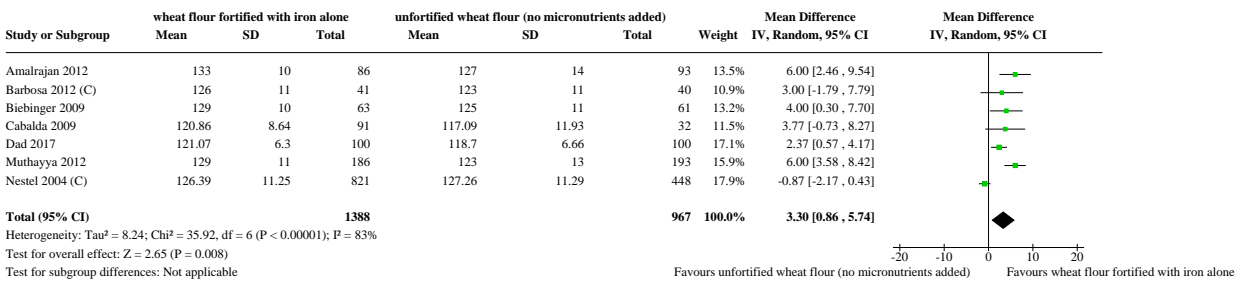 wheat flour fortified with iron alone unfortified wheat flour (no micronutrients added) Mean Difference Mean Difference
Study or Subgroup Mean SD Total Mean SD Total Weight IV, Random, 95% CI IV, Random, 95% CI
Amalrajan 2012 133 10 86 127 14 93 13.5% 6.00 [2.46 , 9.54]
Barbosa 2012 (C) 126 11 41 123 11 40 10.9% 3.00 [-1.79 , 7.79]
Biebinger 2009 129 10 63 125 11 61 13.2% 4.00 [0.30 , 7.70]
Cabalda 2009 120.86 8.64 91 117.09 11.93 32 11.5% 3.77 [-0.73 , 8.27]
Dad 2017 121.07 6.3 100 118.7 6.66 100 17.1% 2.37 [0.57 , 4.17]
Muthayya 2012 129 11 186 123 13 193 15.9% 6.00 [3.58 , 8.42]
Nestel 2004 (C) 126.39 11.25 821 127.26 11.29 448 17.9% -0.87 [-2.17 , 0.43]
Total (95% CI) 1388 967 100.0% 3.30 [0.86 , 5.74]
Heterogeneity: Tau² = 8.24; Chi² = 35.92, df = 6 (P < 0.00001); I² = 83%
Test for overall effect: Z = 2.65 (P = 0.008)
-20 -10 0 10 20
Test for subgroup differences: Not applicable Favours unfortified wheat flour (no micronutrients added) Favours wheat flour fortified with iron alone